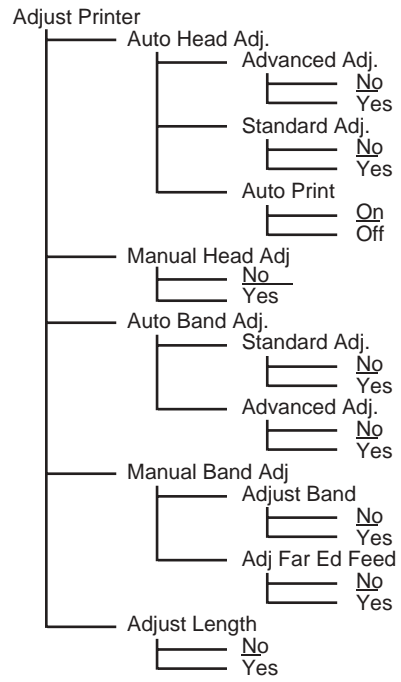 Adjust Printer
Auto Head Adj.
Advanced Adj.
No
Yes
Standard Adj.
No
Yes
Auto Print
On
Off
Manual Head Adj
No
Yes
Auto Band Adj.
Standard Adj.
No
Yes
Advanced Adj.
No
Yes
Manual Band Adj
Adjust Band
No
Yes
Adj Far Ed Feed
No
Yes
Adjust Length
No
Yes